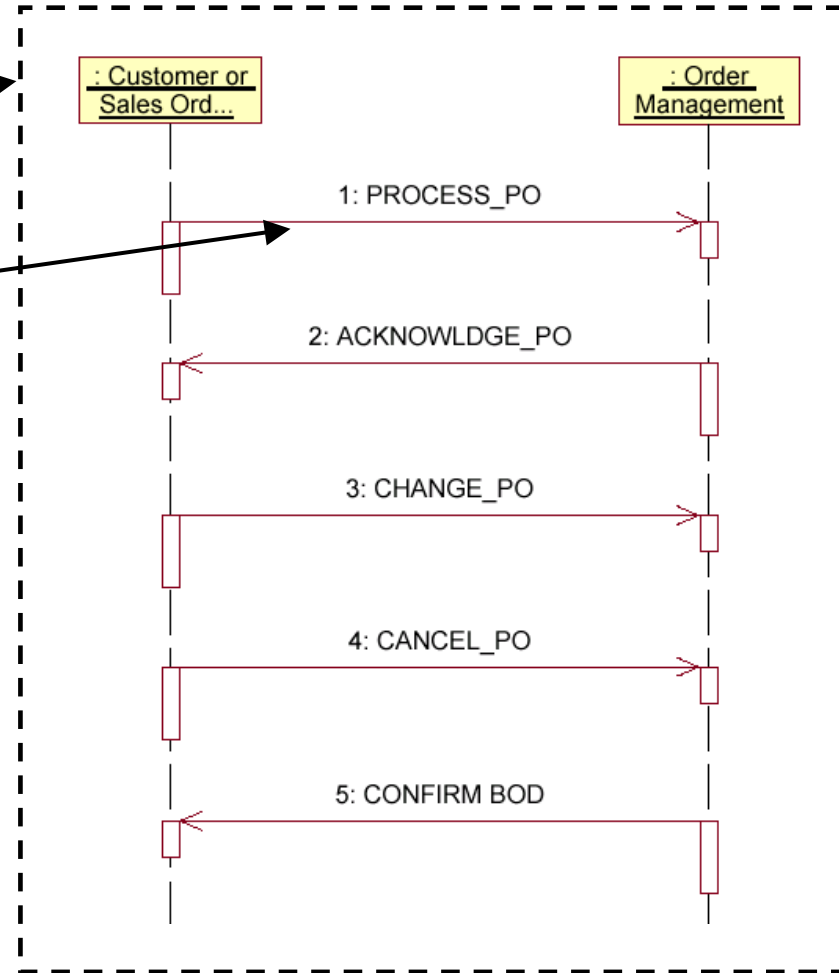 : Customer or
Sales Ord...
: Order
Management
1: PROCESS_PO
2: ACKNOWLDGE_PO
3: CHANGE_PO
4: CANCEL_PO
5: CONFIRM BOD